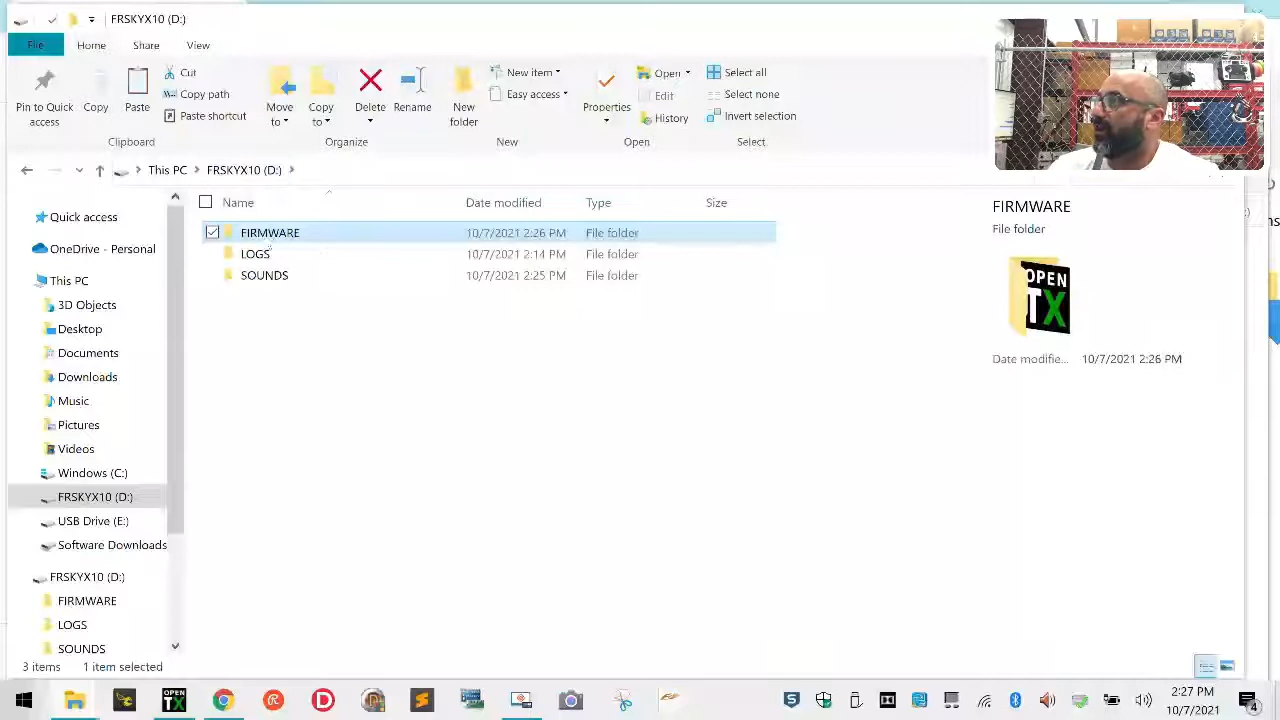 FRSKYX10 (D:)
File Home Share View
Pin to Quick access
Copy
Paste
Cut
Copy path
Paste shortcut
Move to
Copy to
Delete
Rename
New folder
New item
Easy access
Properties
Open
Edit
History
Select all
Select none
Invert selection
Clipboard Organize New Open Select
This PC FRSKYX10 (D:)
Name Date modified Type Size
FIRMWARE 10/7/2021 2:26 PM File folder
LOGS 10/7/2021 2:14 PM File folder
SOUNDS 10/7/2021 2:25 PM File folder
Quick access
OneDrive - Personal
This PC
3D Objects
Desktop
Documents
Downloads
Music
Pictures
Videos
Windows (C:)
FRSKYX10 (D:)
USB Drive (E:)
Software Downloads
FRSKYX10 (D:)
FIRMWARE
LOGS
SOUNDS
FIRMWARE
File folder
OPEN
TX
Date modifie... 10/7/2021 2:26 PM
3 items 1 item selected
OPEN
TX
2:27 PM
10/7/2021
4